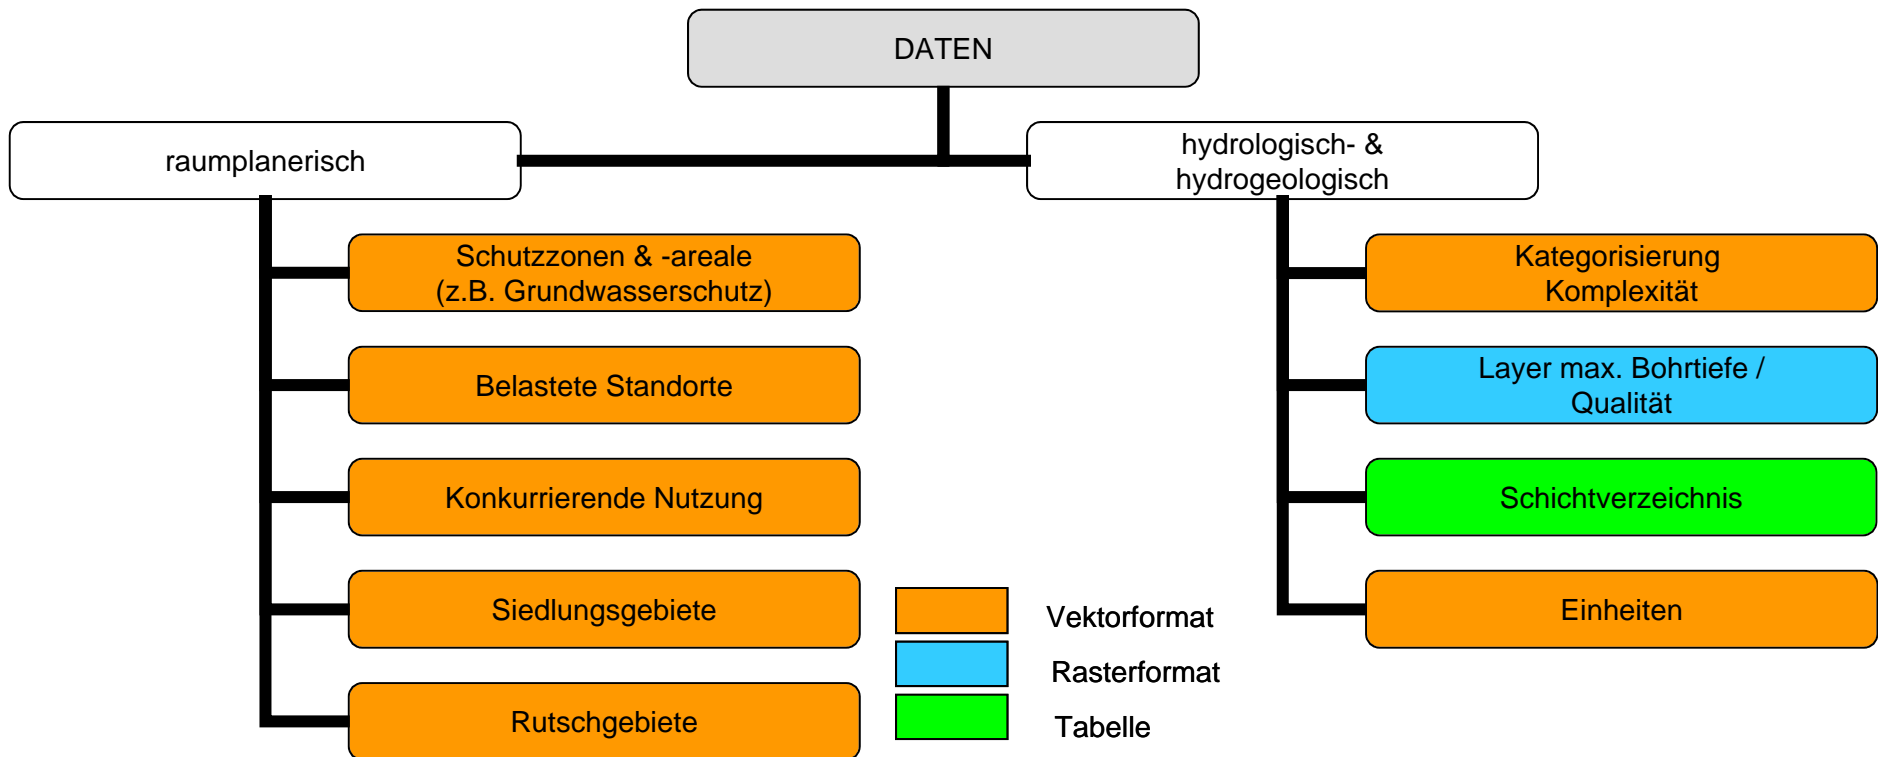 DATEN
raumplanerisch
hydrologisch- &
hydrogeologisch
Schutzzonen & -areale
(z.B. Grundwasserschutz)
Belastete Standorte
Konkurrierende Nutzung
Siedlungsgebiete
Rutschgebiete
Kategorisierung
Komplexität
Layer max. Bohrtiefe /
Qualität
Schichtverzeichnis
Einheiten
Vektorformat
Rasterformat
Tabelle